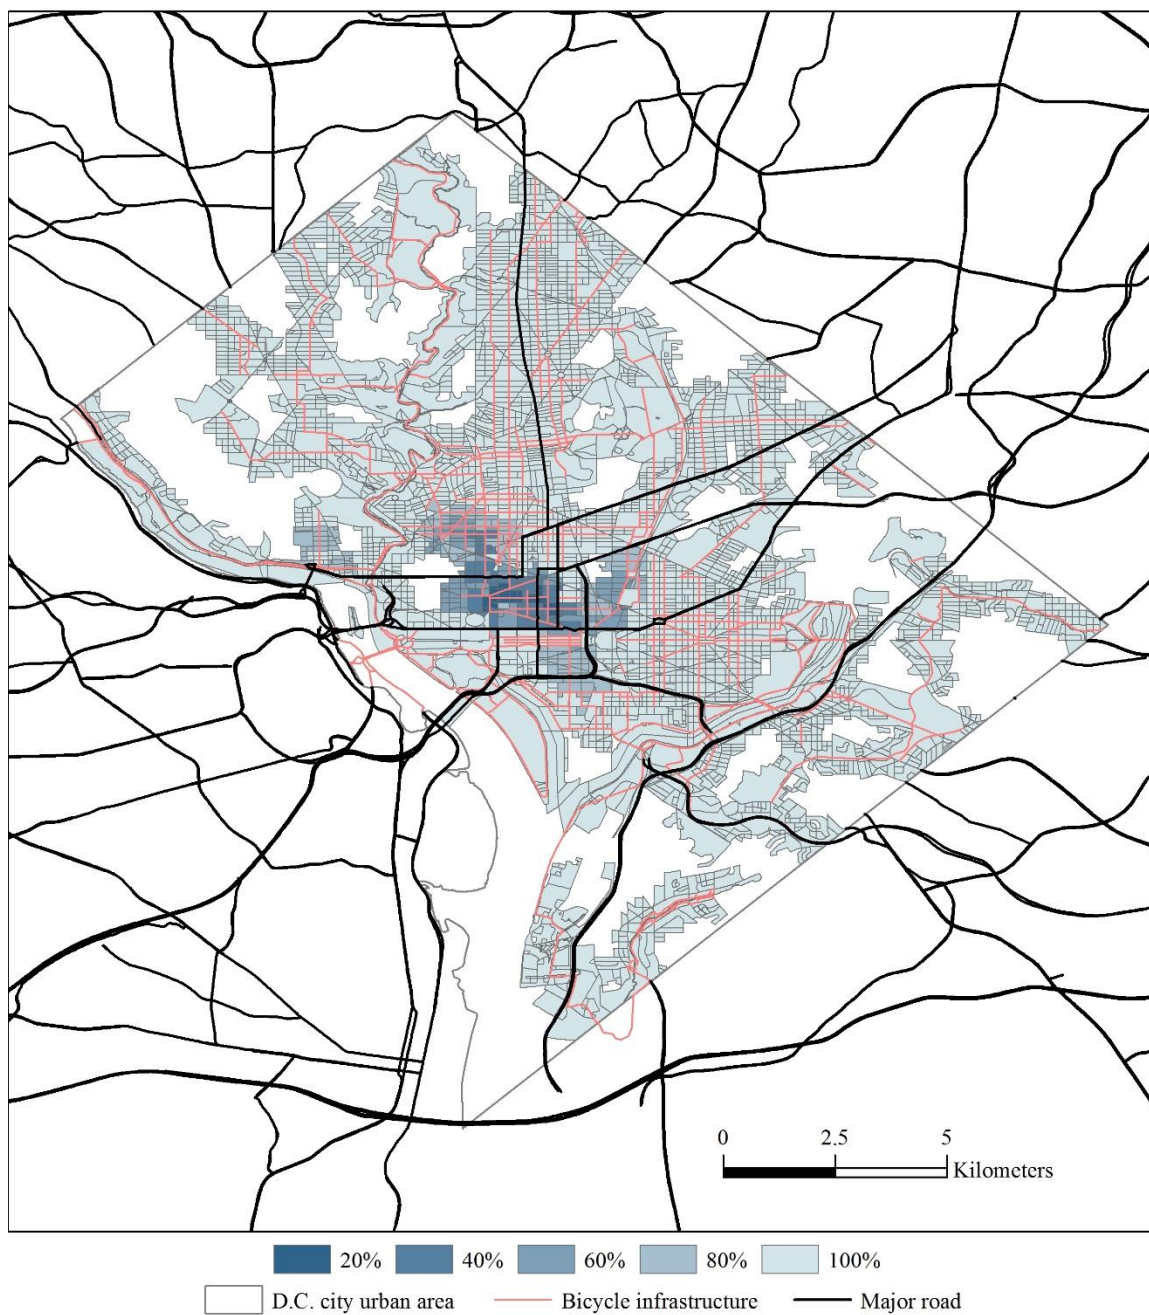 0 2.5 5
Kilometers
20% 40% 60% 80% 100%
D.C. city urban area Bicycle infrastructure Major road